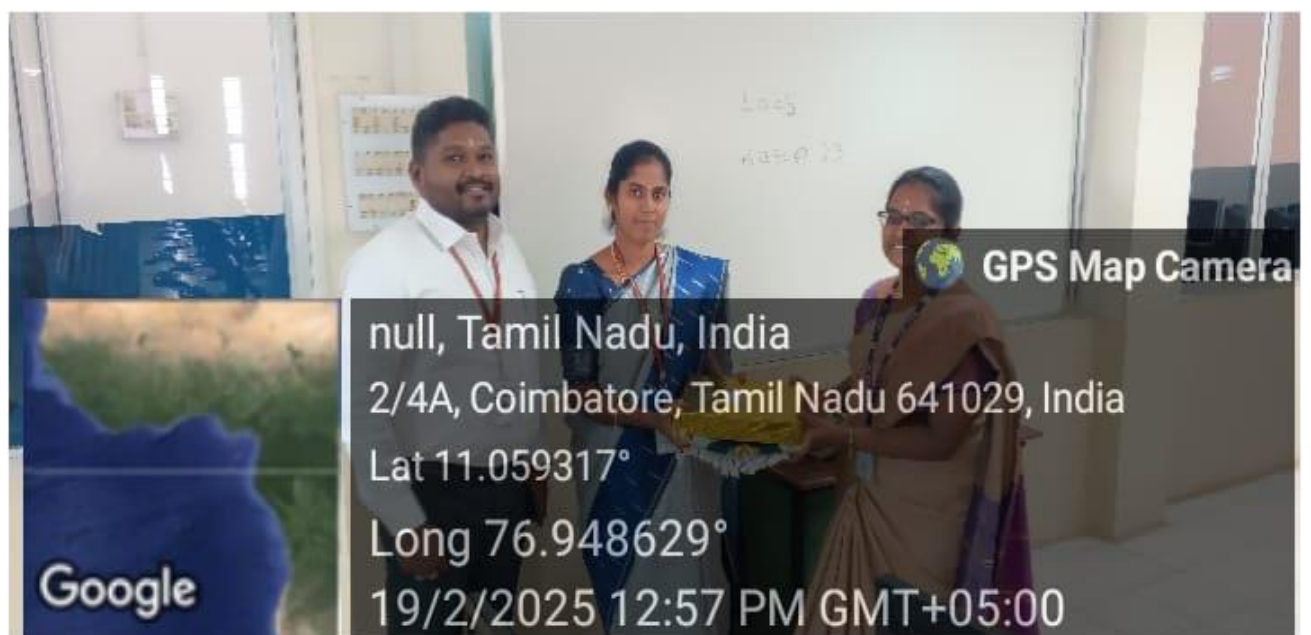 GPS Map Camera
null, Tamil Nadu, India
2/4A, Coimbatore, Tamil Nadu 641029, India
Lat 11.059317°
Long 76.948629°
19/2/2025 12:57 PM GMT+05:00
Google